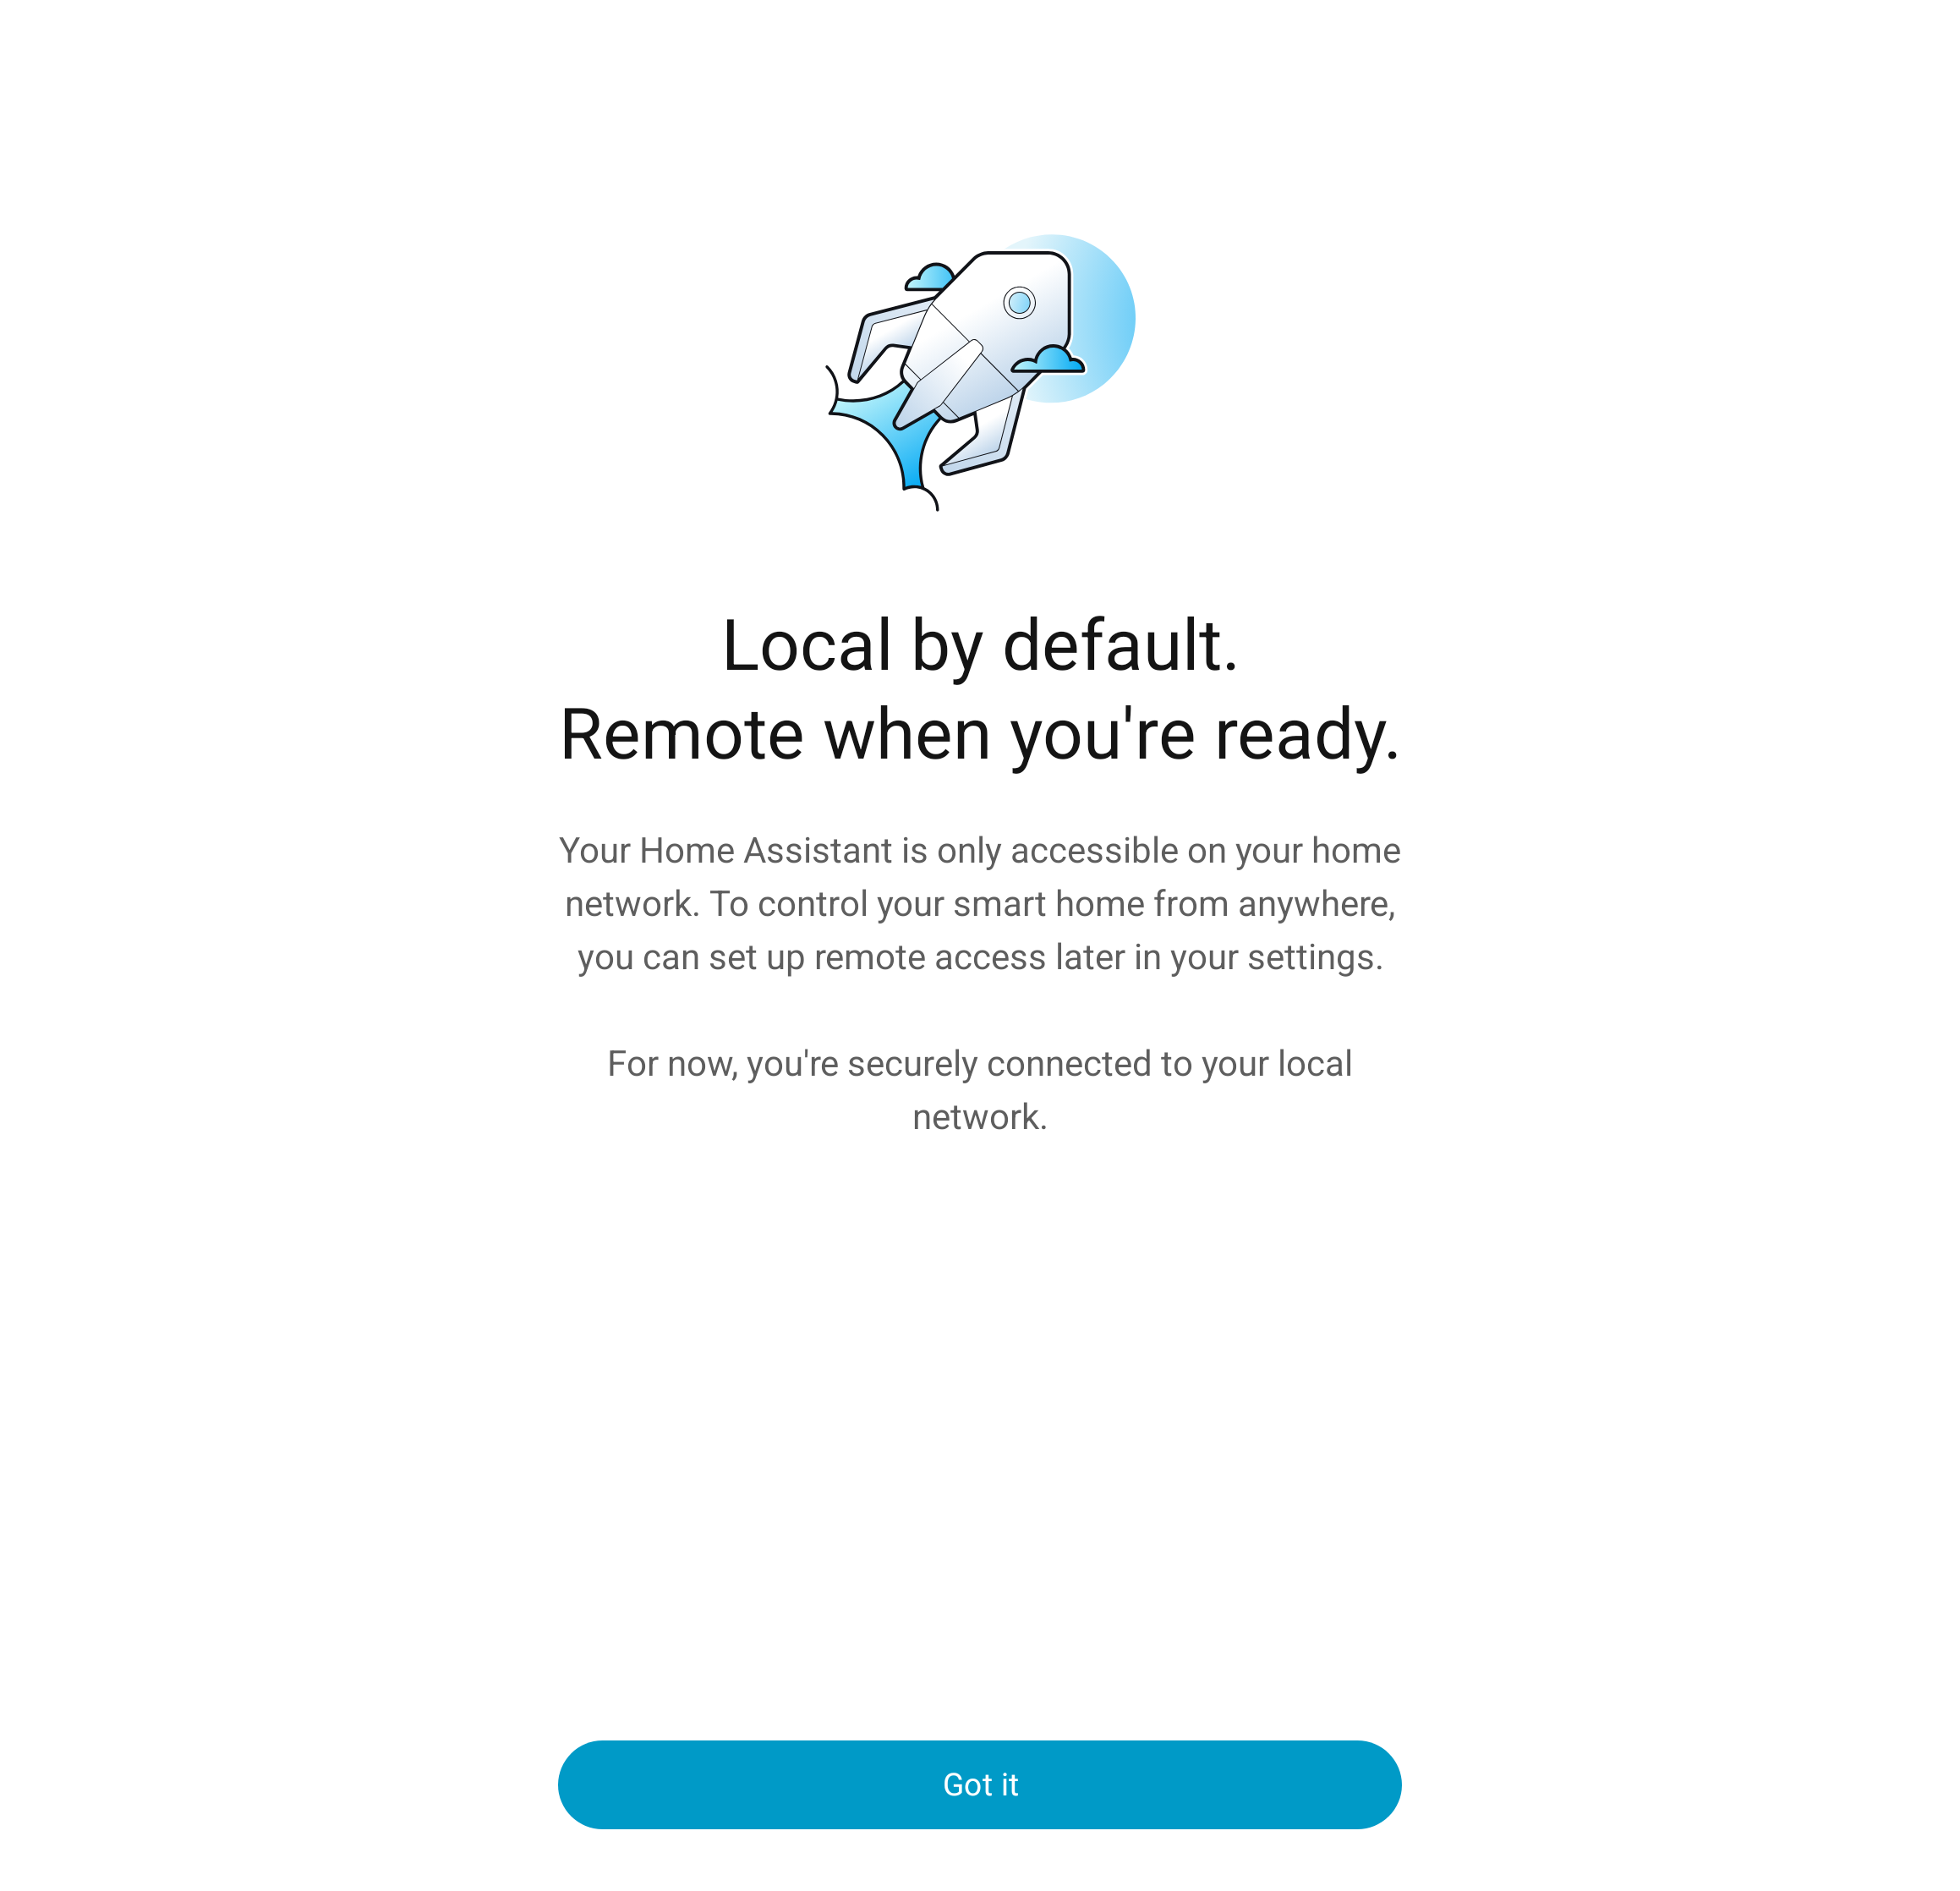 Local by default.
Remote when you're ready.
Your Home Assistant is only accessible on your home
network. To control your smart home from anywhere,
you can set up remote access later in your settings.
For now, you're securely connected to your local
network.
Got it